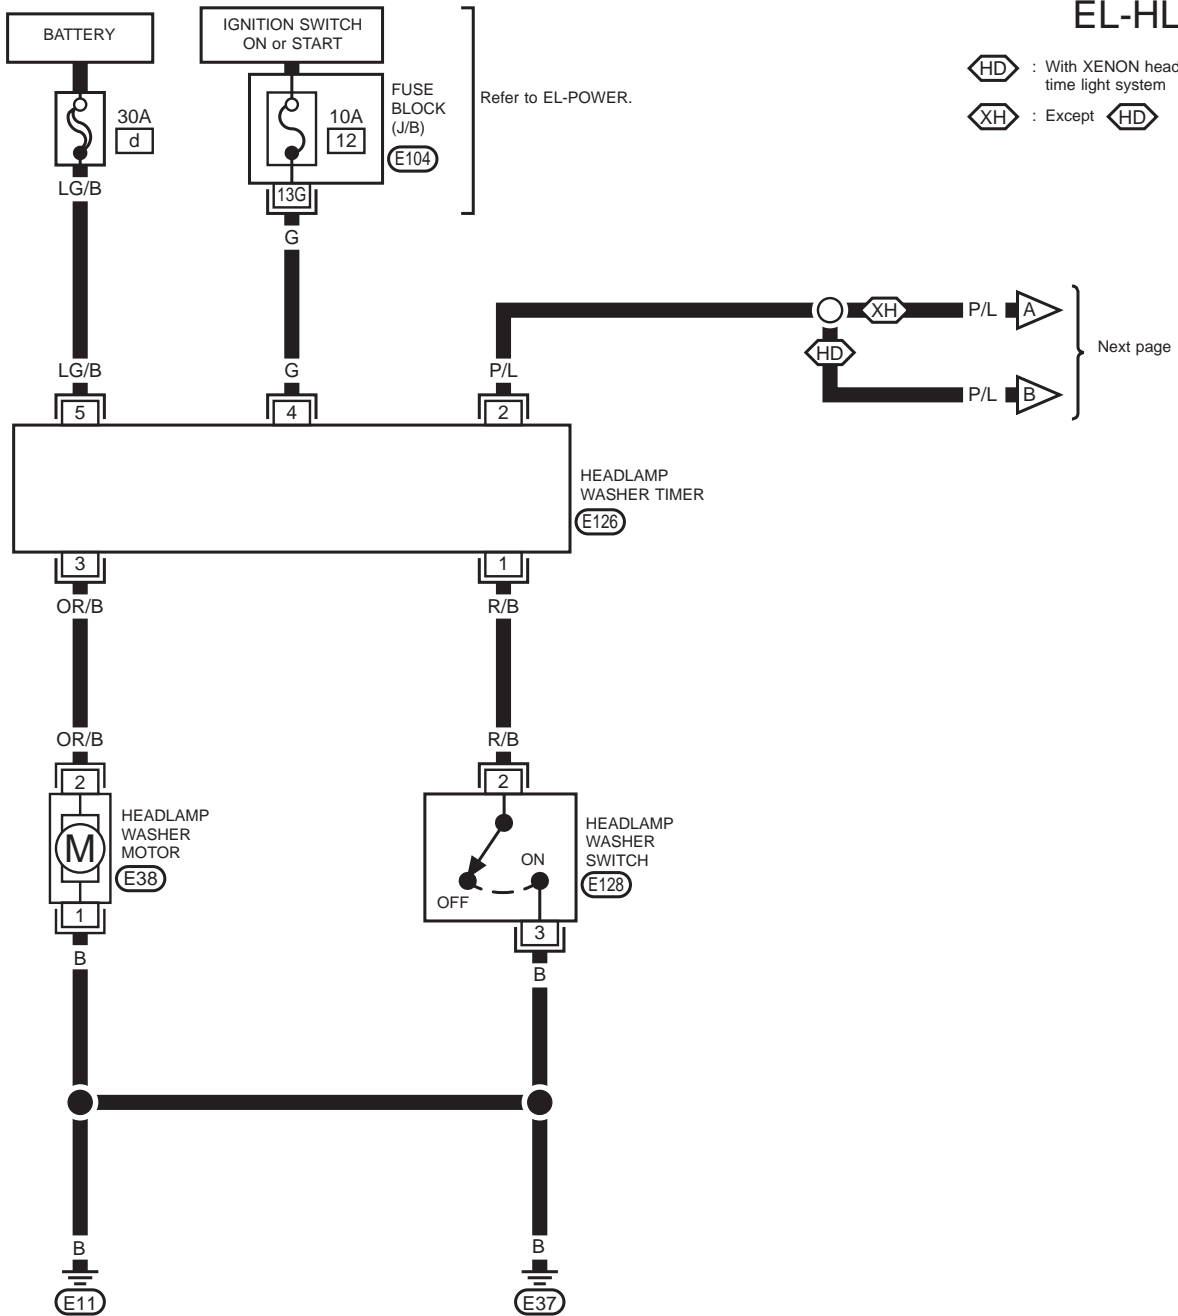 EL-HL
BATTERY
IGNITION SWITCH
ON or START
HD : With XENON head
time light system
XH : Except HD
30A
d
10A
12
FUSE
BLOCK
(J/B)
E104
Refer to EL-POWER.
13G
LG/B
G
XH
P/L
A
HD
Next page
P/L
B
LG/B
G
P/L
5
4
2
HEADLAMP
WASHER TIMER
E126
3
1
OR/B
R/B
OR/B
R/B
2
2
M
HEADLAMP
WASHER
MOTOR
E38
ON
OFF
HEADLAMP
WASHER
SWITCH
E128
1
3
B
B
B
B
E11
E37